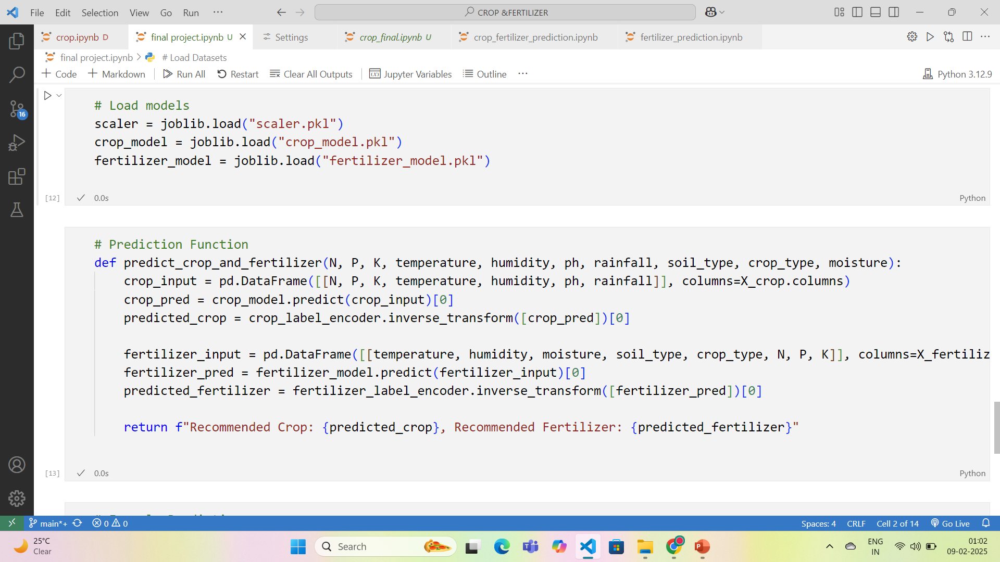 File Edit Selection View Go Run ···
CROP &FERTILIZER
crop.ipynb D
final project.ipynb U
Settings
crop_final.ipynb U
crop_fertilizer_prediction.ipynb
fertilizer_prediction.ipynb
final project.ipynb > # Load Datasets
+ Code + Markdown Run All Restart Clear All Outputs Jupyter Variables Outline ··· Python 3.12.9
# Load models
scaler = joblib.load("scaler.pkl")
crop_model = joblib.load("crop_model.pkl")
fertilizer_model = joblib.load("fertilizer_model.pkl")
[12] 0.0s Python
# Prediction Function
def predict_crop_and_fertilizer(N, P, K, temperature, humidity, ph, rainfall, soil_type, crop_type, moisture):
    crop_input = pd.DataFrame([[N, P, K, temperature, humidity, ph, rainfall]], columns=X_crop.columns)
    crop_pred = crop_model.predict(crop_input)[0]
    predicted_crop = crop_label_encoder.inverse_transform([crop_pred])[0]
    fertilizer_input = pd.DataFrame([[temperature, humidity, moisture, soil_type, crop_type, N, P, K]], columns=X_fertiliz
    fertilizer_pred = fertilizer_model.predict(fertilizer_input)[0]
    predicted_fertilizer = fertilizer_label_encoder.inverse_transform([fertilizer_pred])[0]
    return f"Recommended Crop: {predicted_crop}, Recommended Fertilizer: {predicted_fertilizer}"
[13] 0.0s Python
16
main*+ 0 0 Spaces: 4 CRLF Cell 2 of 14 Go Live
25°C
Clear
Search
ENG
IN
01:02
09-02-2025